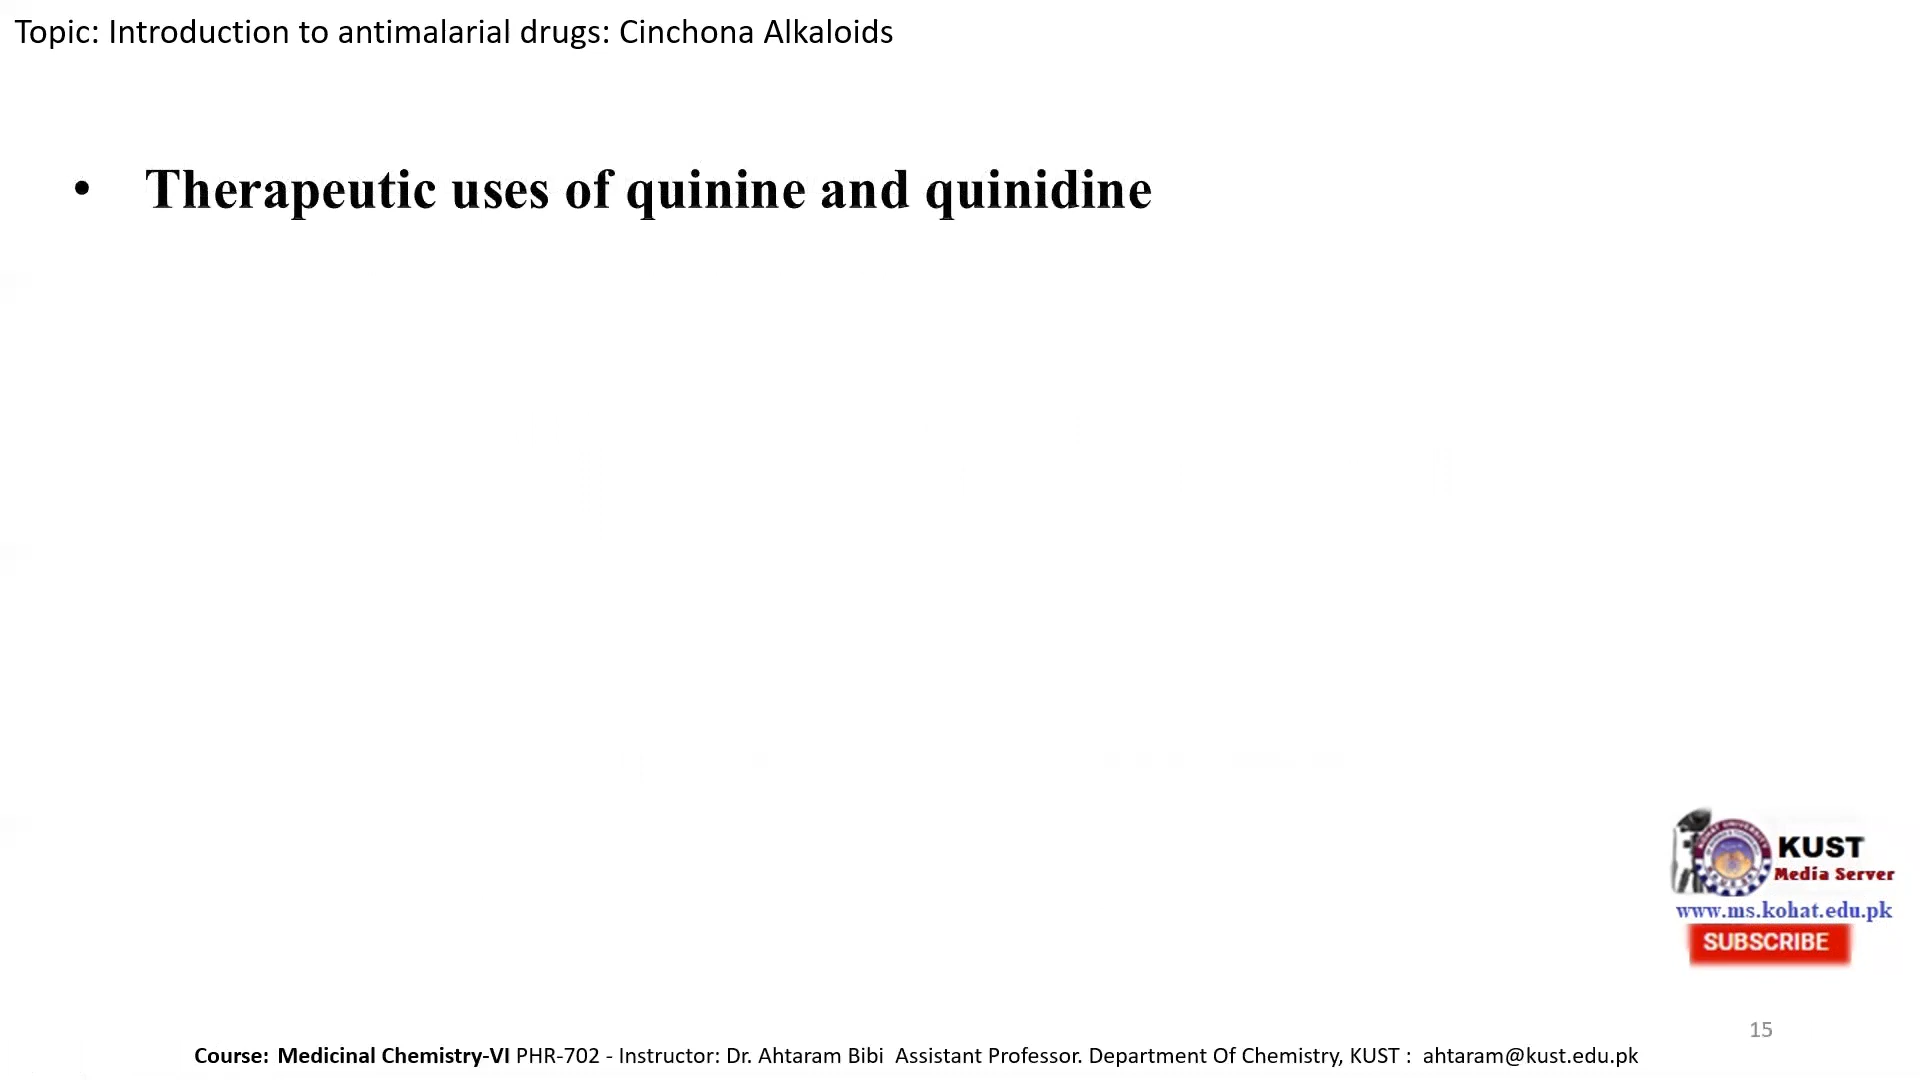 Topic: Introduction to antimalarial drugs: Cinchona Alkaloids
• Therapeutic uses of quinine and quinidine
KUST
Media Server
www.ms.kohat.edu.pk
SUBSCRIBE
15
Course: Medicinal Chemistry-VI PHR-702 - Instructor: Dr. Ahtaram Bibi Assistant Professor. Department Of Chemistry, KUST : ahtaram@kust.edu.pk